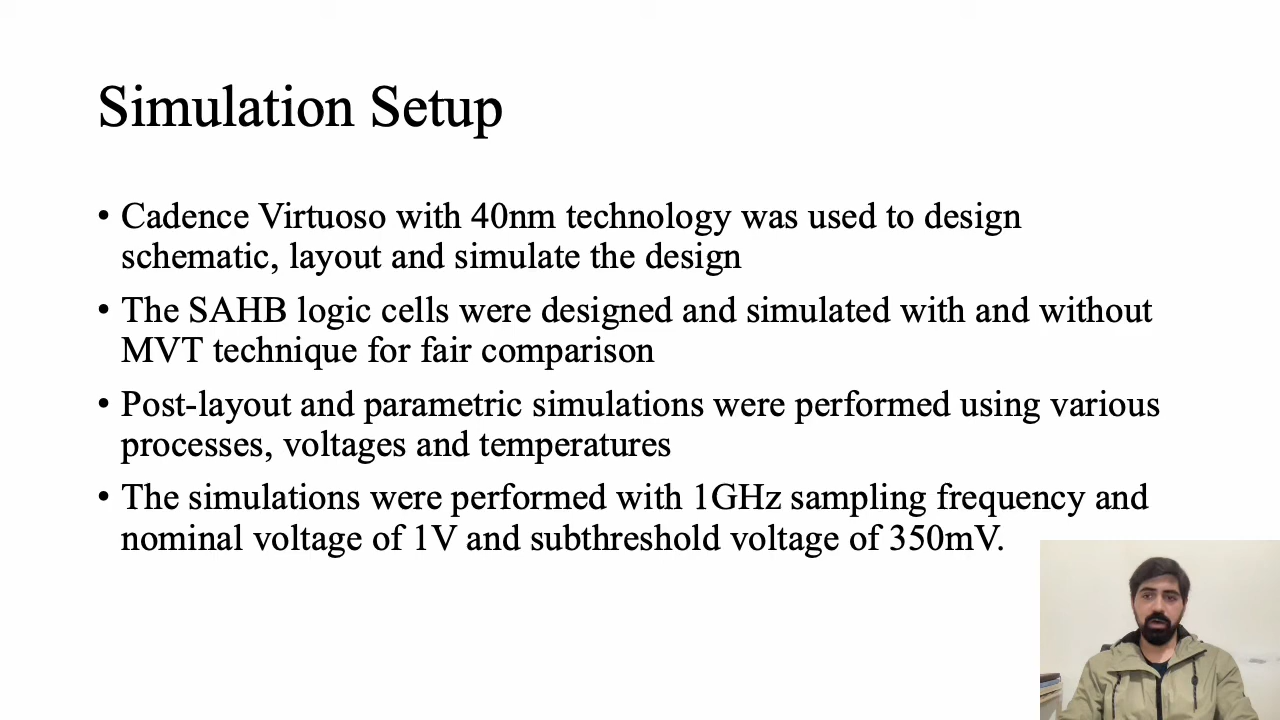 Simulation Setup
• Cadence Virtuoso with 40nm technology was used to design
schematic, layout and simulate the design
• The SAHB logic cells were designed and simulated with and without
MVT technique for fair comparison
• Post-layout and parametric simulations were performed using various
processes, voltages and temperatures
• The simulations were performed with 1GHz sampling frequency and
nominal voltage of 1V and subthreshold voltage of 350mV.